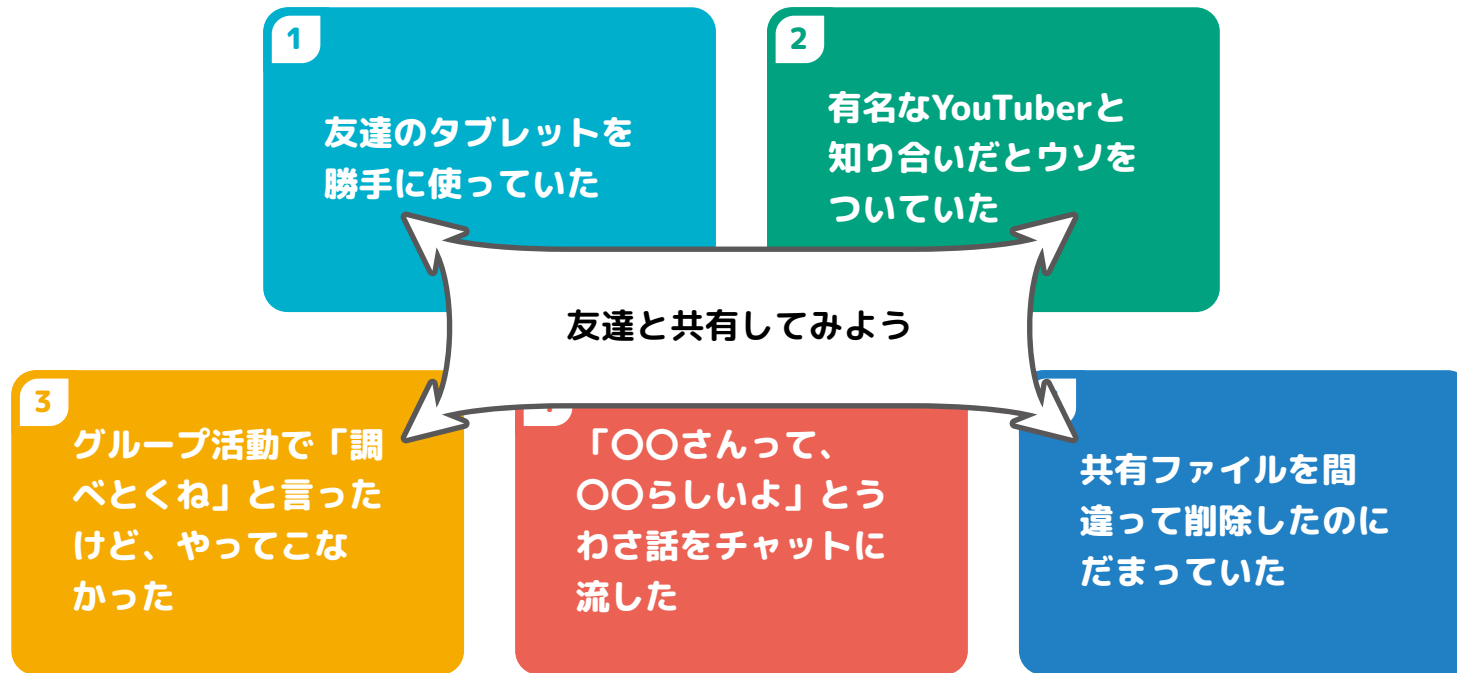 1
友達のタブレットを
勝手に使っていた
2
有名なYouTuberと
知り合いだとウソを
ついていた
友達と共有してみよう
3
グループ活動で「調
べとくね」と言った
けど、やってこな
かった
「〇〇さんって、
〇〇らしいよ」とう
わさ話をチャットに
流した
共有ファイルを間
違って削除したのに
だまっていた